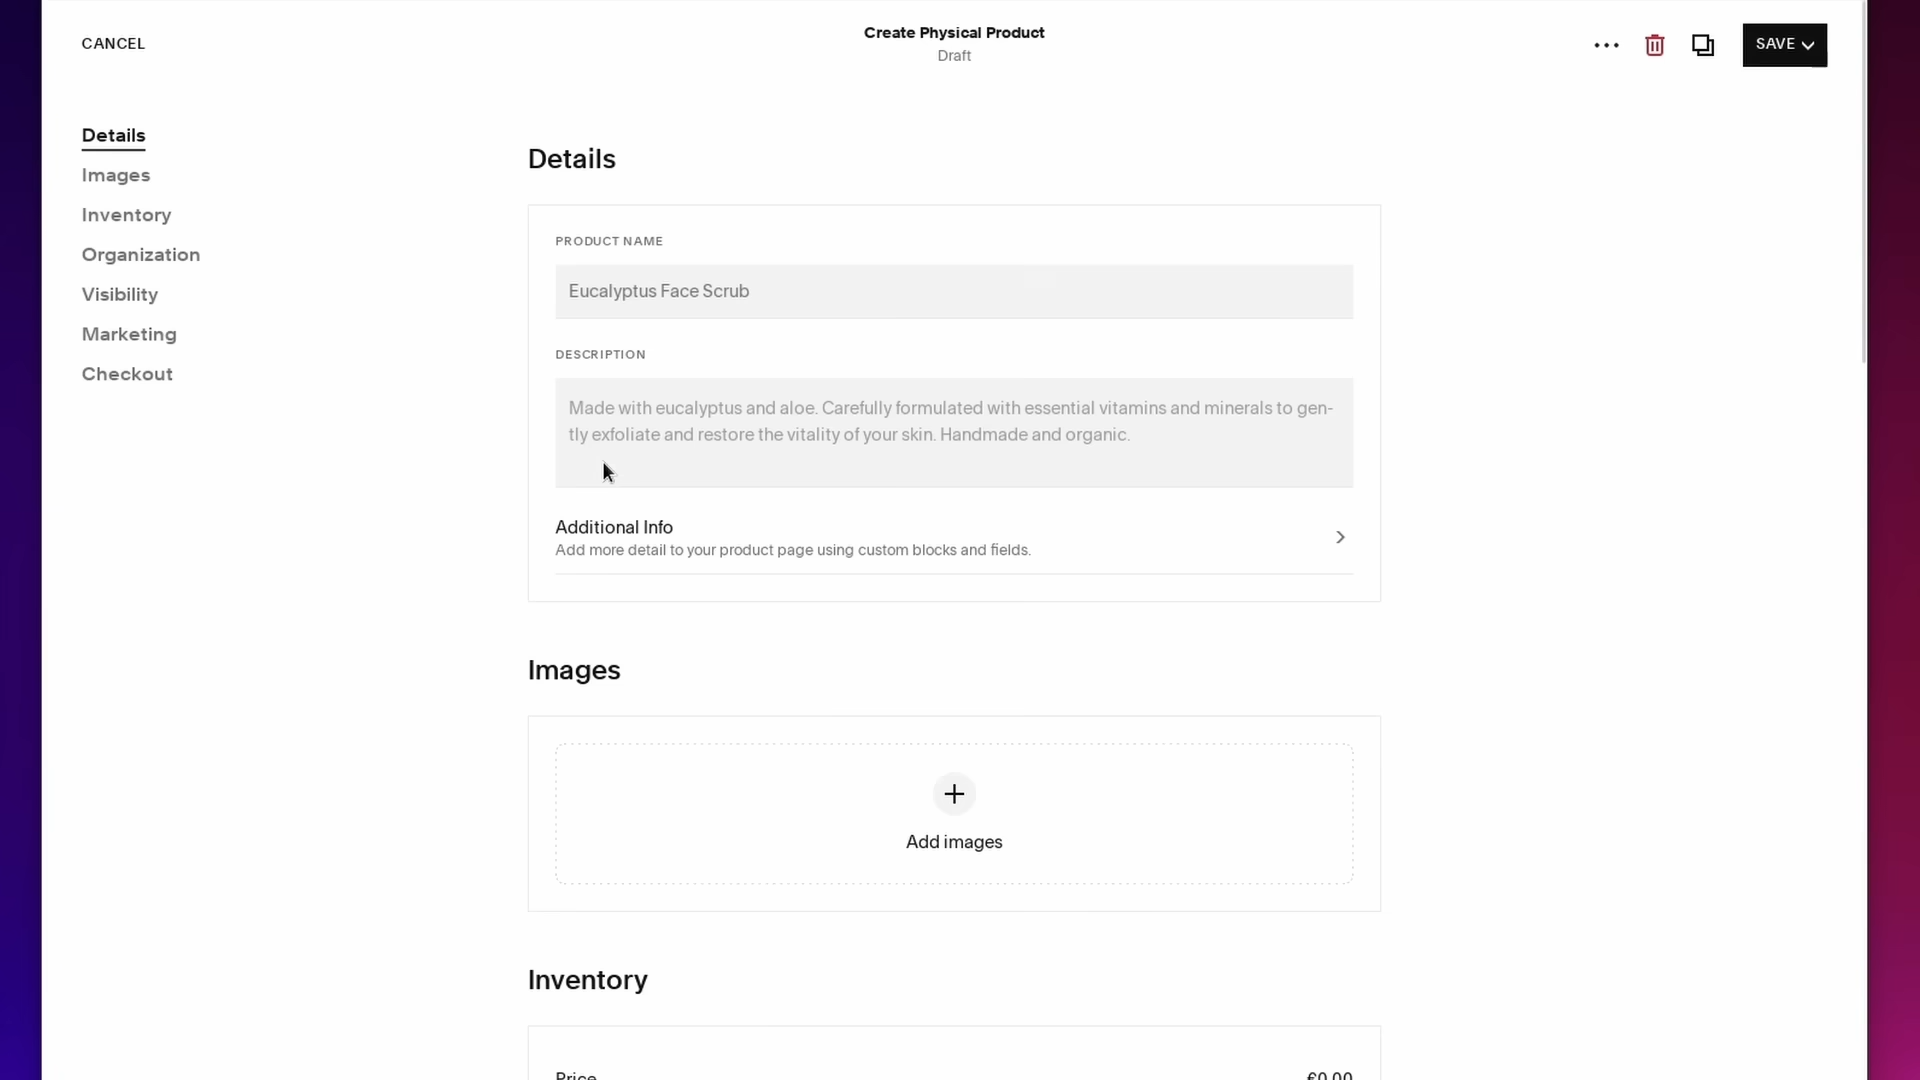 CANCEL
Create Physical Product
Draft
SAVE
Details
Images
Inventory
Organization
Visibility
Marketing
Checkout
Details
PRODUCT NAME
Eucalyptus Face Scrub
DESCRIPTION
Made with eucalyptus and aloe. Carefully formulated with essential vitamins and minerals to gen-
tly exfoliate and restore the vitality of your skin. Handmade and organic.
Additional Info
Add more detail to your product page using custom blocks and fields.
Images
Add images
Inventory
Price €0.00